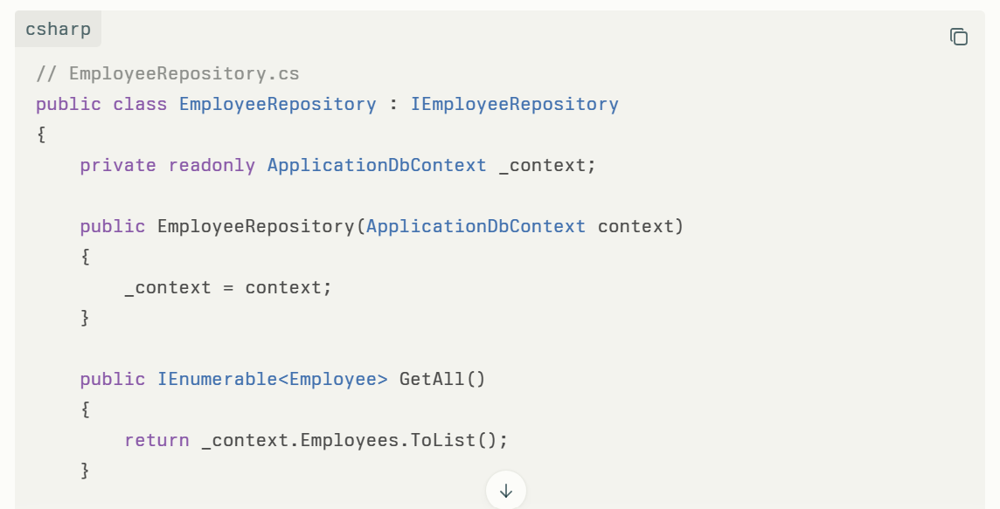 csharp
// EmployeeRepository.cs
public class EmployeeRepository : IEmployeeRepository
{
    private readonly ApplicationDbContext _context;

    public EmployeeRepository(ApplicationDbContext context)
    {
        _context = context;
    }

    public IEnumerable<Employee> GetAll()
    {
        return _context.Employees.ToList();
    }